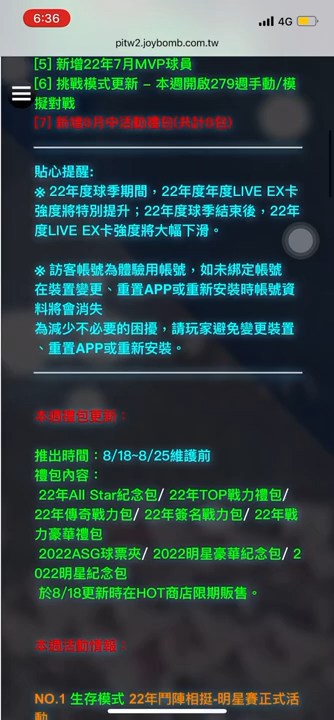 6:36
4G
pitw2.joybomb.com.tw
[5] 新增22年7月MVP球員
[6] 挑戰模式更新 – 本週開啟279週手動/模
擬對戰
[7] 新增8月中活動禮包(共計8包)
貼心提醒:
※ 22年度球季期間，22年度年度LIVE EX卡
強度將特別提升；22年度球季結束後，22年
度LIVE EX卡強度將大幅下滑。
※ 訪客帳號為體驗用帳號，如未綁定帳號
在裝置變更、重置APP或重新安裝時帳號資
料將會消失
為減少不必要的困擾，請玩家避免變更裝置
、重置APP或重新安裝。
本週禮包更新：
推出時間：8/18~8/25維護前
禮包內容：
22年All Star紀念包/ 22年TOP戰力禮包/
22年傳奇戰力包/ 22年簽名戰力包/ 22年戰
力豪華禮包
2022ASG球票夾/ 2022明星豪華紀念包/ 2
022明星紀念包
於8/18更新時在HOT商店限期販售。
本週活動情報：
NO.1 生存模式 22年鬥陣相挺-明星賽正式活
動